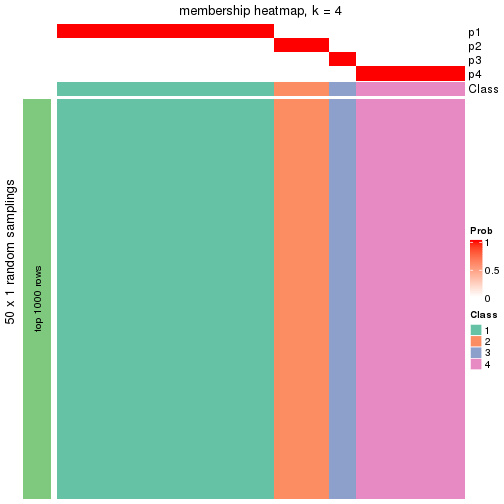 membership heatmap, k = 4
p1
p2
p3
p4
Class
50 x 1 random samplings
top 1000 rows
Prob
1
0.5
0
Class
1
2
3
4